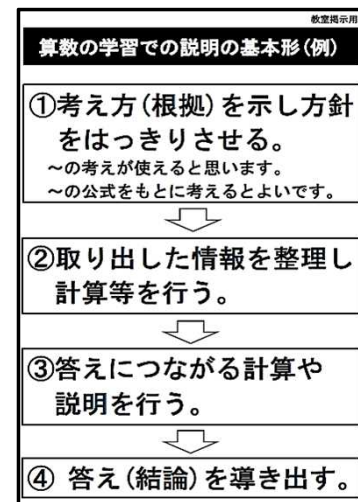 教室掲示用
算数の学習での説明の基本形(例)
①考え方(根拠)を示し方針
をはっきりさせる。
～の考えが使えると思います。
～の公式をもとに考えるとよいです。
②取り出した情報を整理し
計算等を行う。
③答えにつながる計算や
説明を行う。
④ 答え(結論)を導き出す。